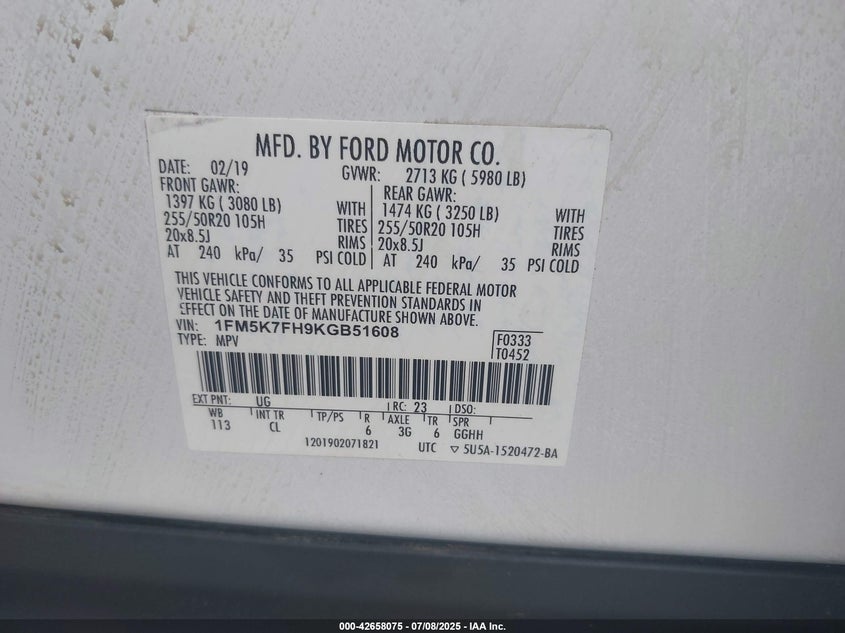 MFD. BY FORD MOTOR CO.
DATE: 02/19 GVWR: 2713 KG ( 5980 LB)
FRONT GAWR: REAR GAWR:
1397 KG ( 3080 LB) WITH 1474 KG ( 3250 LB) WITH
255/50R20 105H TIRES 255/50R20 105H TIRES
20x8.5J RIMS 20x8.5J RIMS
AT 240 kPa/ 35 PSI COLD AT 240 kPa/ 35 PSI COLD
THIS VEHICLE CONFORMS TO ALL APPLICABLE FEDERAL MOTOR
VEHICLE SAFETY AND THEFT PREVENTION STANDARDS IN
EFFECT ON THE DATE OF MANUFACTURE SHOWN ABOVE.
VIN: 1FM5K7FH9KGB51608
TYPE: MPV
F0333
T0452
EXT PNT: UG RC: 23 DSO:
WB INT TR TP/PS R AXLE TR SPR
113 CL 6 3G 6 GGHH
1201902071821 UTC ▽ 5U5A-1520472-BA
000-42658075 - 07/08/2025 - IAA Inc.